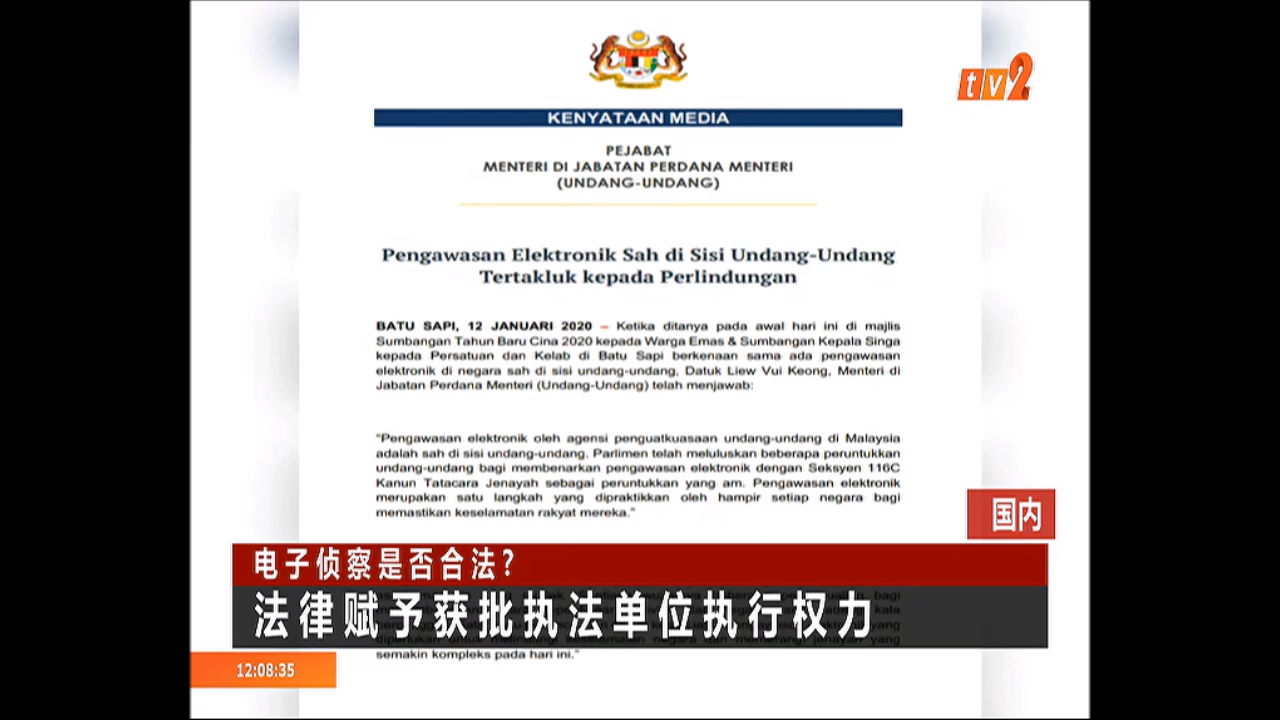 tv2
KENYATAAN MEDIA
PEJABAT
MENTERI DI JABATAN PERDANA MENTERI
(UNDANG-UNDANG)
Pengawasan Elektronik Sah di Sisi Undang-Undang
Tertakluk kepada Perlindungan
BATU SAPI, 12 JANUARI 2020 – Ketika ditanya pada awal hari ini di majlis
Sumbangan Tahun Baru Cina 2020 kepada Warga Emas & Sumbangan Kepala Singa
kepada Persatuan dan Kelab di Batu Sapi berkenaan sama ada pengawasan
elektronik di negara sah di sisi undang-undang, Datuk Liew Vui Keong, Menteri di
Jabatan Perdana Menteri (Undang-Undang) telah menjawab:
"Pengawasan elektronik oleh agensi penguatkuasaan undang-undang di Malaysia
adalah sah di sisi undang-undang. Parlimen telah meluluskan beberapa peruntukkan
undang-undang bagi membenarkan pengawasan elektronik dengan Seksyen 116C
Kanun Tatacara Jenayah sebagai peruntukkan yang am. Pengawasan elektronik
merupakan satu langkah yang dipraktikkan oleh hampir setiap negara bagi
memastikan keselamatan rakyat mereka."
国内
电子侦察是否合法?
法律赋予获批执法单位执行权力
semakin kompleks pada hari ini."
12:08:35